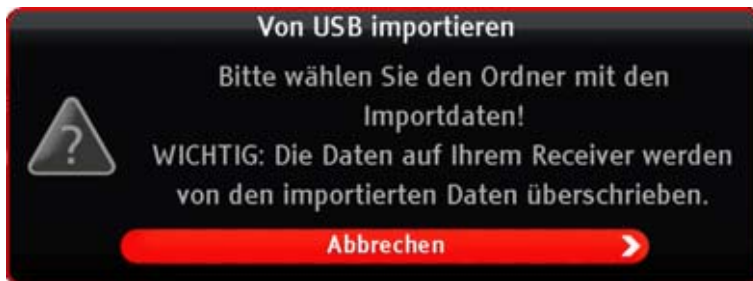 Von USB importieren
Bitte wählen Sie den Ordner mit den
Importdaten!
WICHTIG: Die Daten auf Ihrem Receiver werden
von den importierten Daten überschrieben.
?
Abbrechen